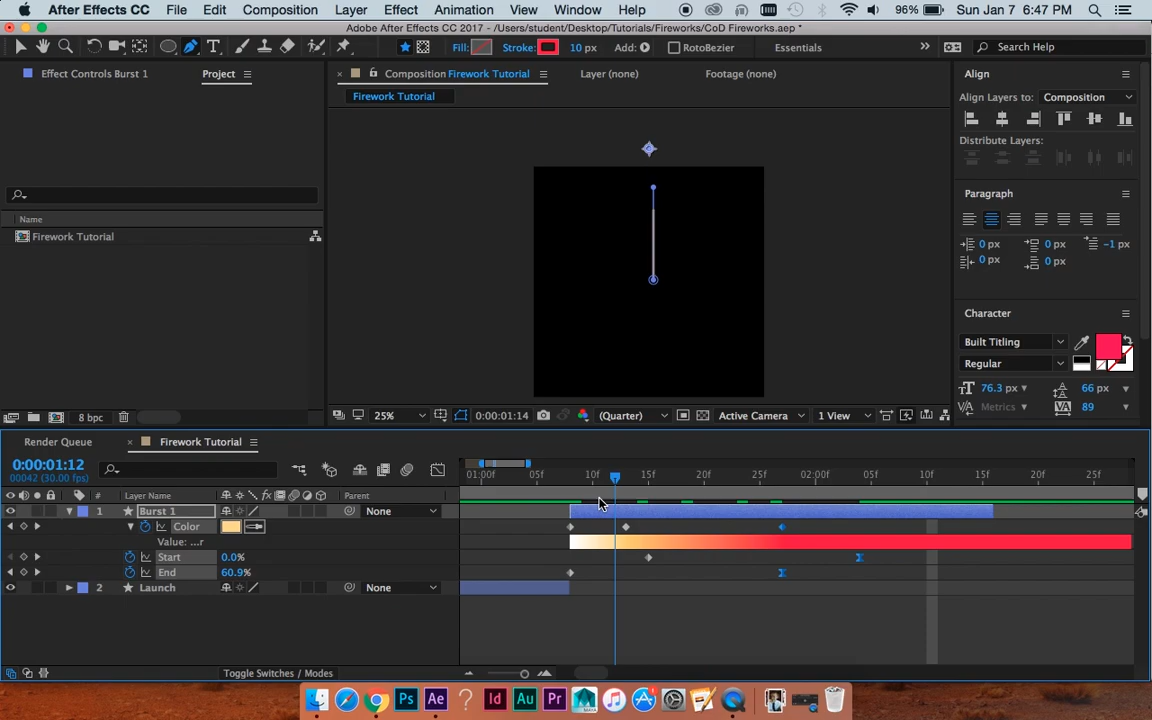 After Effects CC File Edit Composition Layer Effect Animation View Window Help 96% Sun Jan 7 6:47 PM
Adobe After Effects CC 2017 - /Users/student/Desktop/Tutorials/Fireworks/CoD Fireworks.aep *
Fill: Stroke: 10 px Add: RotoBezier Essentials Search Help
Effect Controls Burst 1 Project Composition Firework Tutorial Layer (none) Footage (none) Align
Firework Tutorial Align Layers to: Composition
Distribute Layers:
Paragraph
Name
Firework Tutorial 0 px 0 px -1 px
0 px 0 px
Character
Built Titling
Regular
76.3 px 66 px
Metrics 89
8 bpc 25% 0:00:01:14 (Quarter) Active Camera 1 View
Render Queue Firework Tutorial
0:00:01:12
00042 (30.00 fps)
01:00f 05f 10f 15f 20f 25f 02:00f 05f 10f 15f 20f 25f
# Layer Name Parent
1 Burst 1 None
Color
Value: ...r
Start 0.0%
End 60.9%
2 Launch None
Toggle Switches / Modes
Ps Ae ? Id Au Pr MAYA